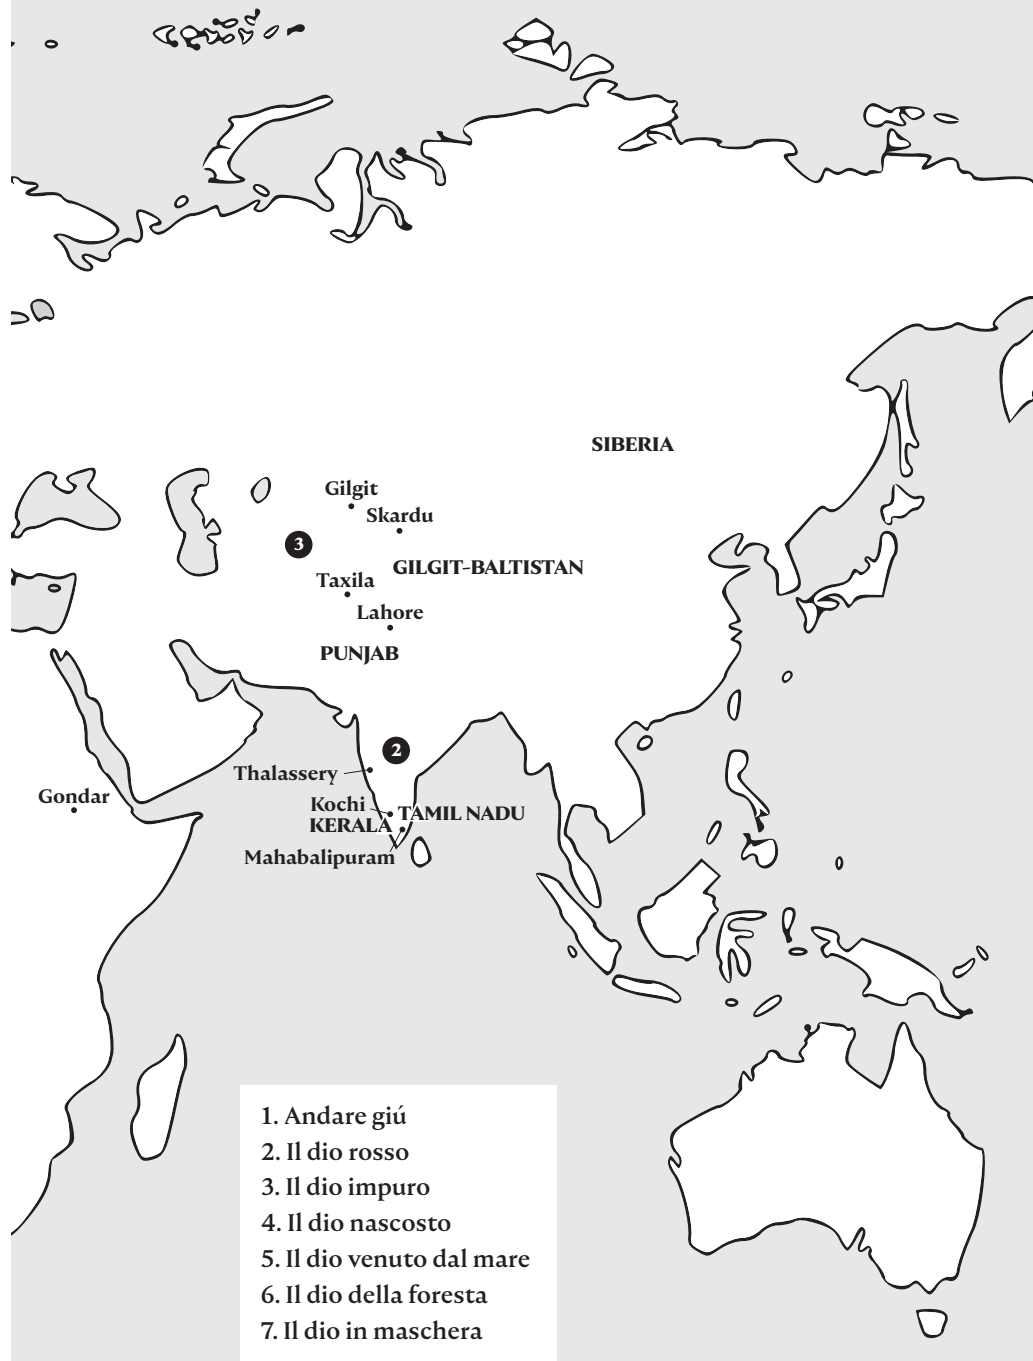 SIBERIA
Gilgit
Skardu
3
GILGIT-BALTISTAN
Taxila
Lahore
PUNJAB
2
Thalassery
Gondar
Kochi
TAMIL NADU
KERALA
Mahabalipuram
1. Andare giú
2. Il dio rosso
3. Il dio impuro
4. Il dio nascosto
5. Il dio venuto dal mare
6. Il dio della foresta
7. Il dio in maschera